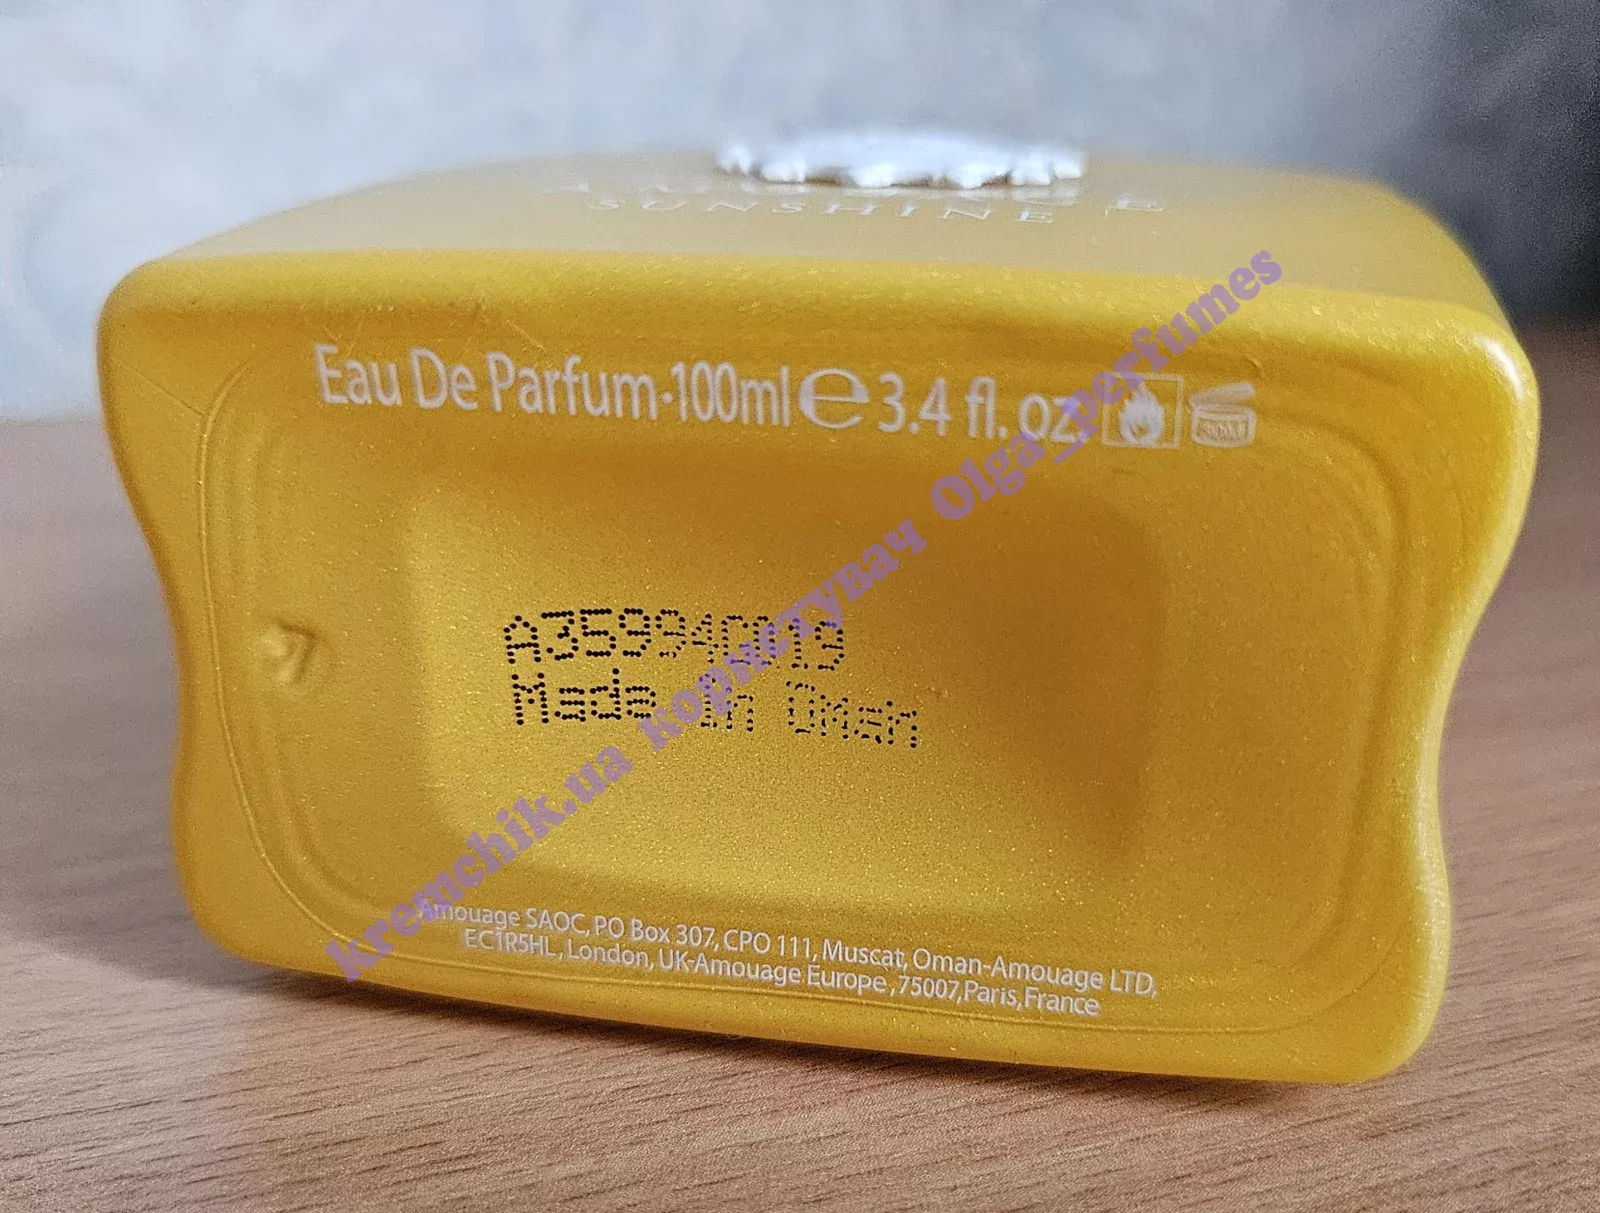 SUNSHINE
Eau De Parfum·100ml ℮ 3.4 fl. oz
Made in Oman
Amouage SAOC, PO Box 307, CPO 111, Muscat, Oman-Amouage LTD,
EC1R5HL, London, UK-Amouage Europe ,75007,Paris,France
kremchik.ua користувач Olga_perfumes